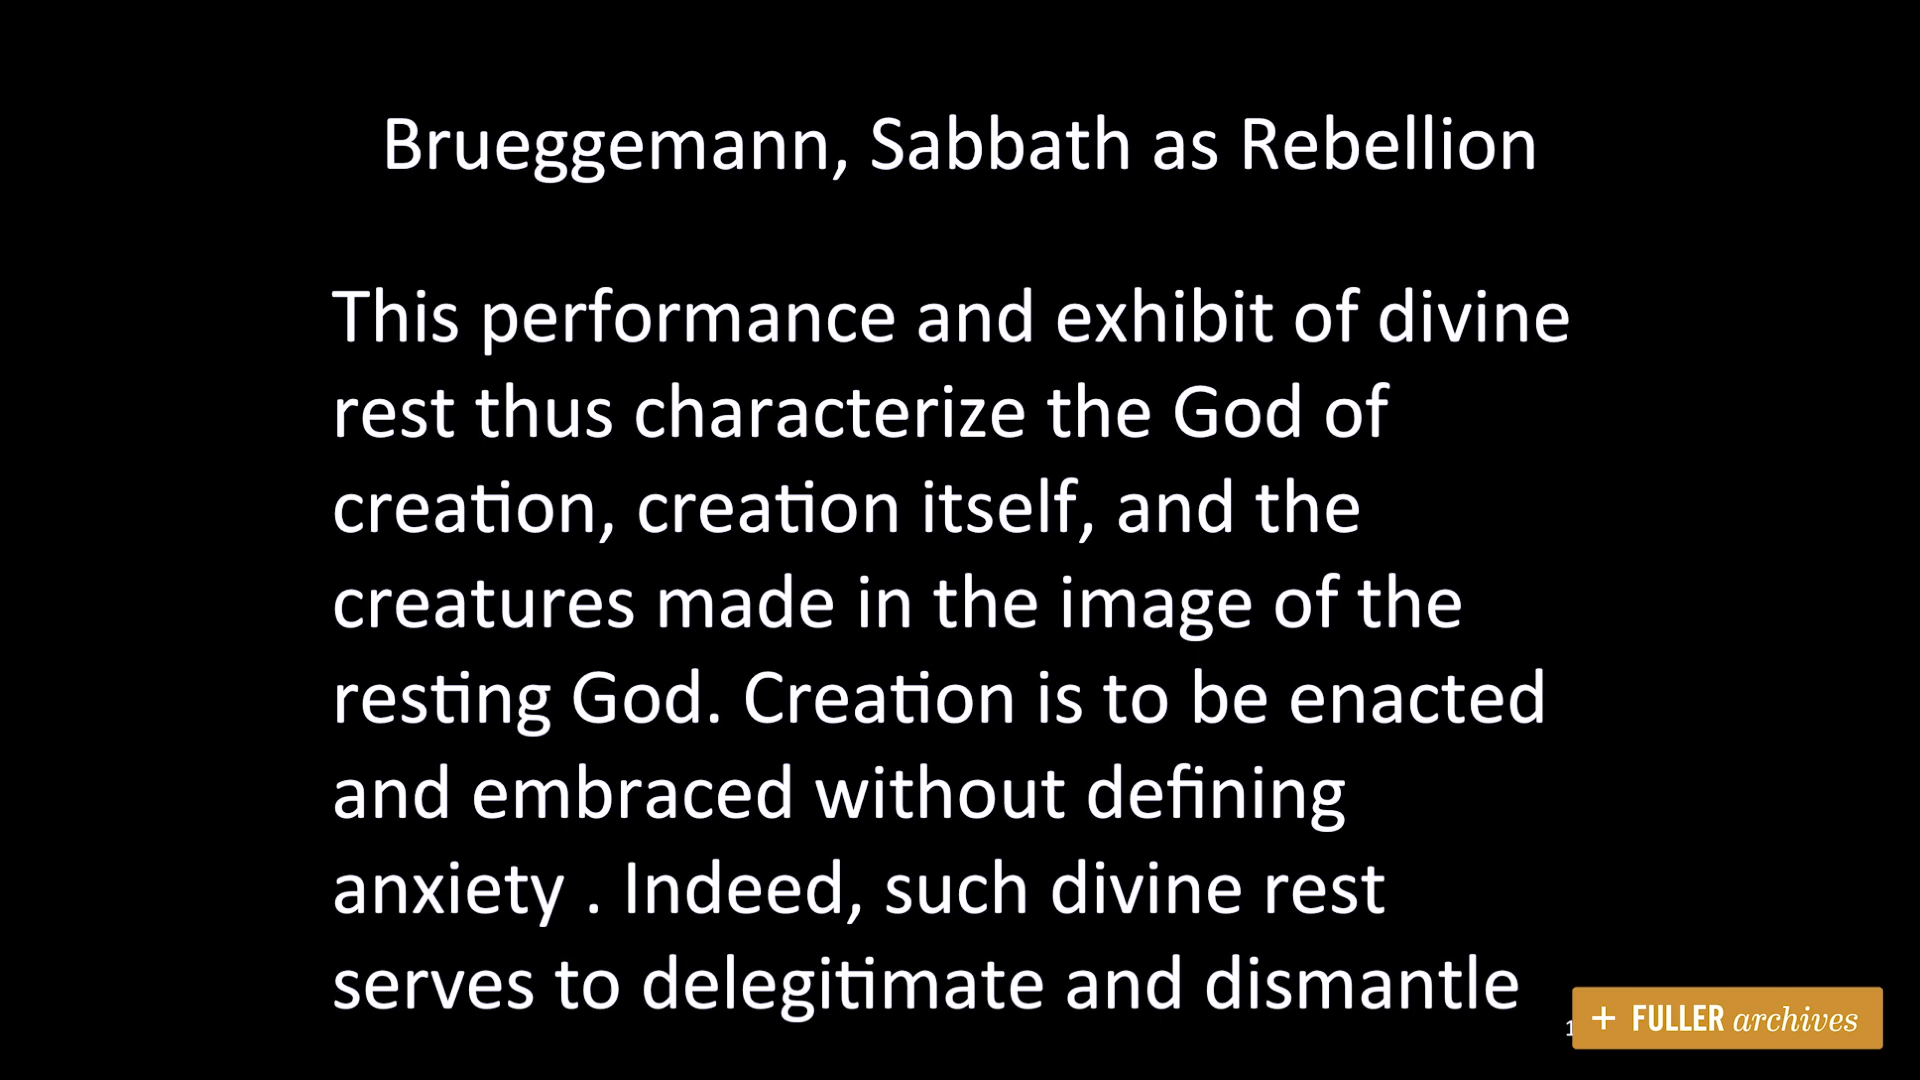 Brueggemann, Sabbath as Rebellion
This performance and exhibit of divine
rest thus characterize the God of
creation, creation itself, and the
creatures made in the image of the
resting God. Creation is to be enacted
and embraced without defining
anxiety . Indeed, such divine rest
serves to delegitimate and dismantle
+ FULLER archives